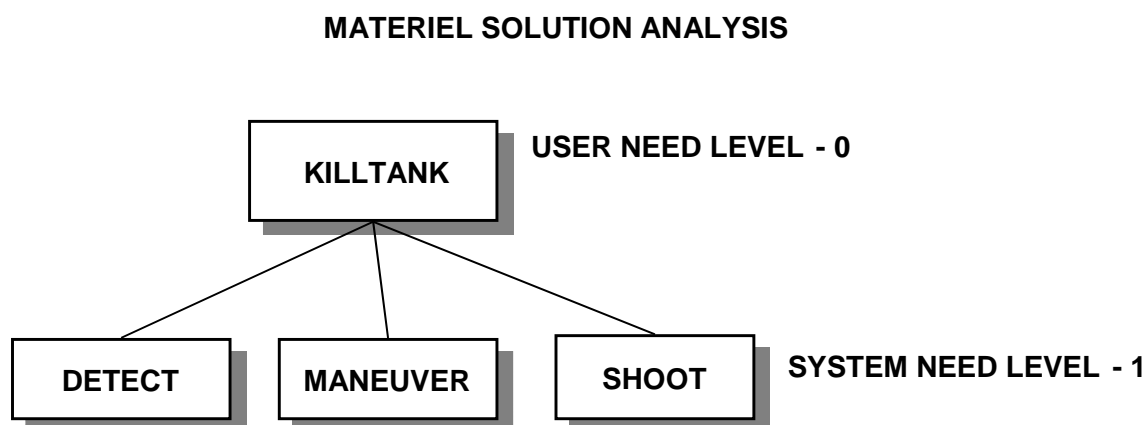 MATERIEL SOLUTION ANALYSIS
USER NEED LEVEL - 0
KILLTANK
DETECT
MANEUVER
SHOOT
SYSTEM NEED LEVEL - 1